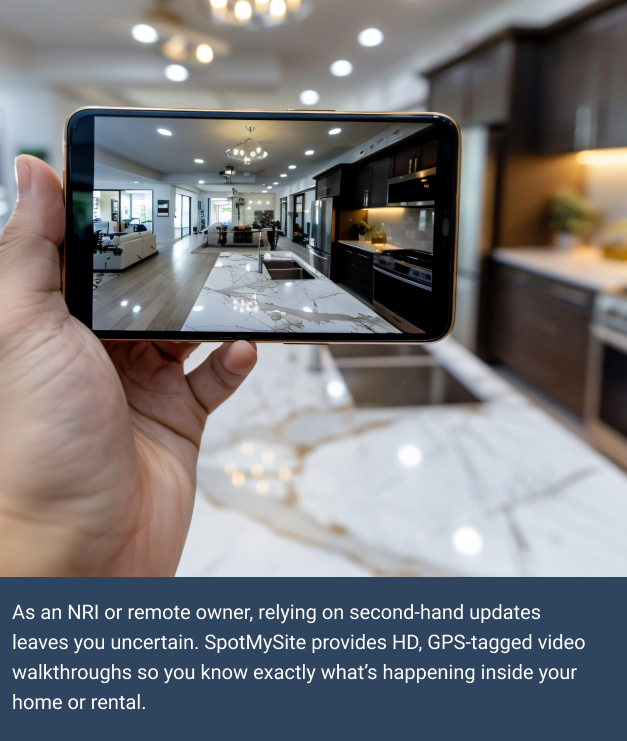 As an NRI or remote owner, relying on second-hand updates
leaves you uncertain. SpotMySite provides HD, GPS-tagged video
walkthroughs so you know exactly what’s happening inside your
home or rental.